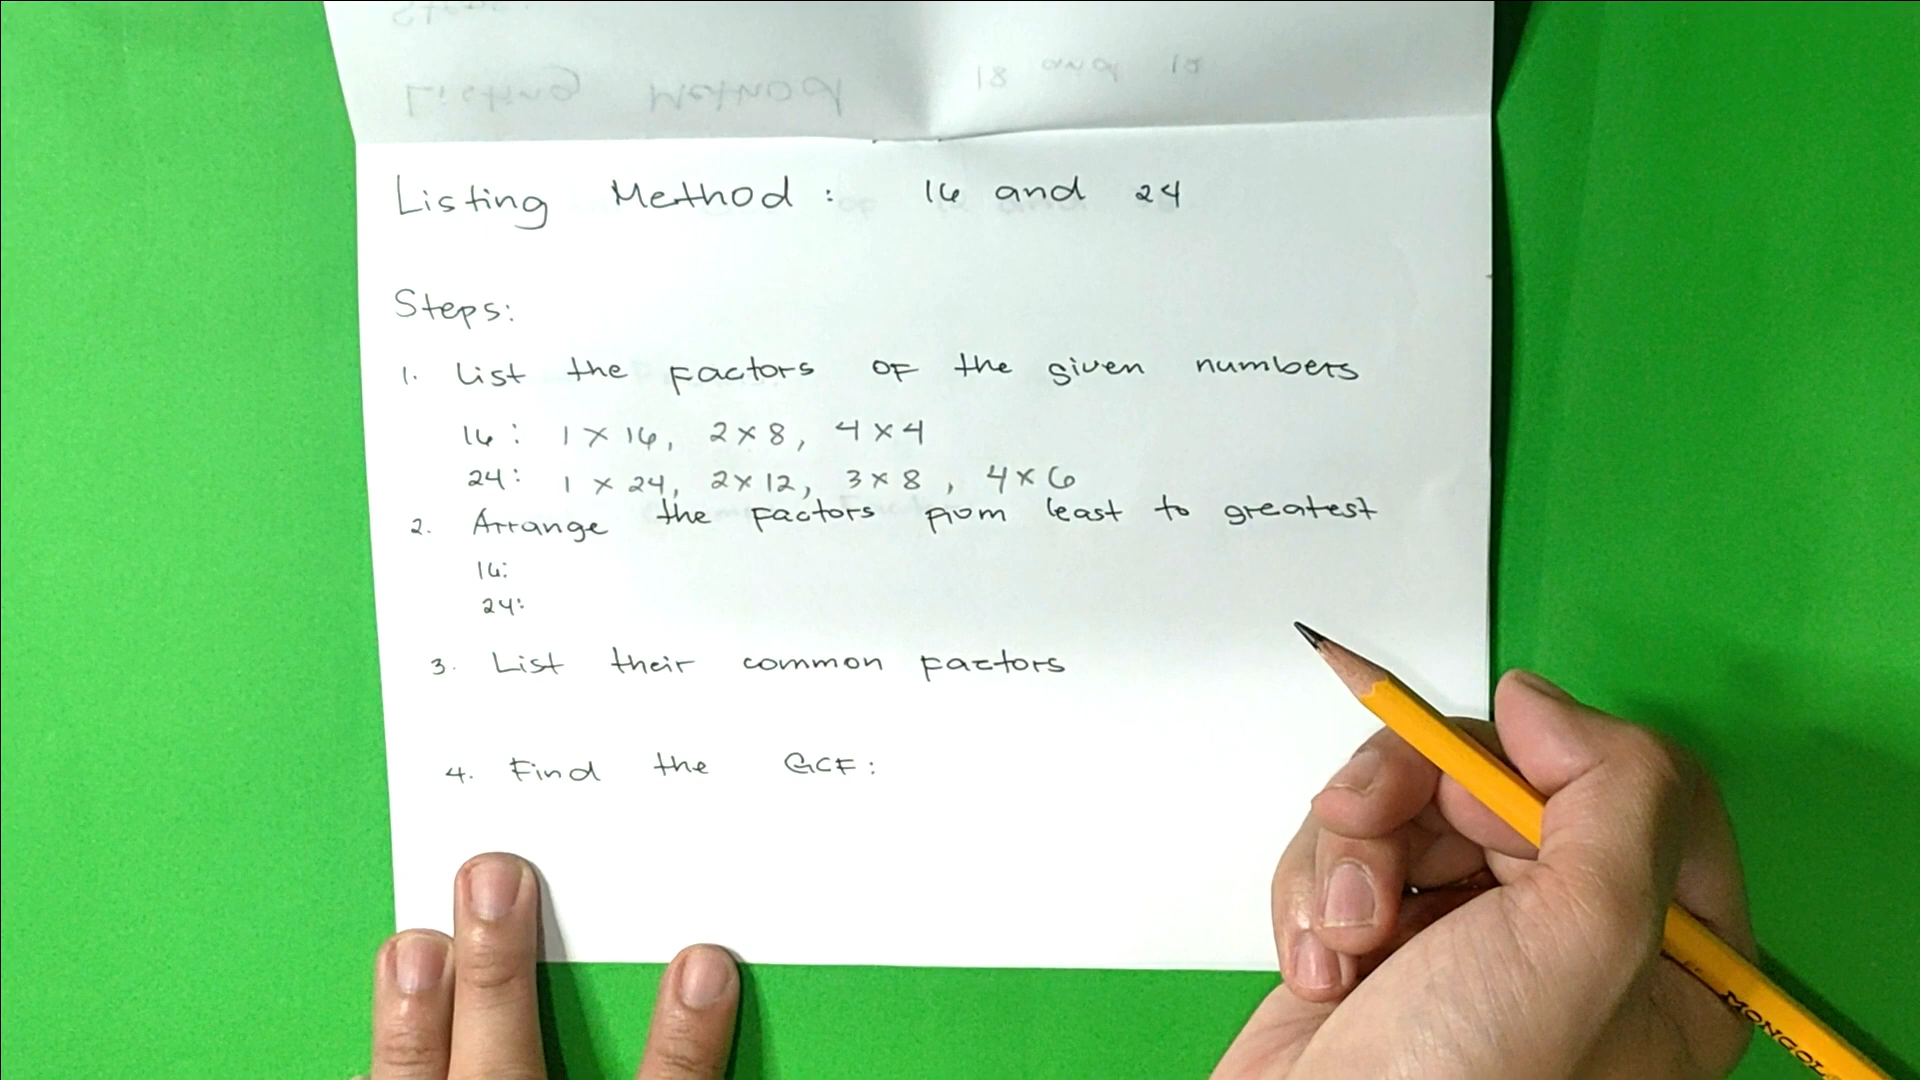 Listing Method : 16 and 24
Steps:
1. List the factors of the given numbers
16: 1 x 16, 2 x 8, 4 x 4
24: 1 x 24, 2 x 12, 3 x 8, 4 x 6
2. Arrange the factors from least to greatest
16:
24:
3. List their common factors
4. Find the GCF:
MONGOL